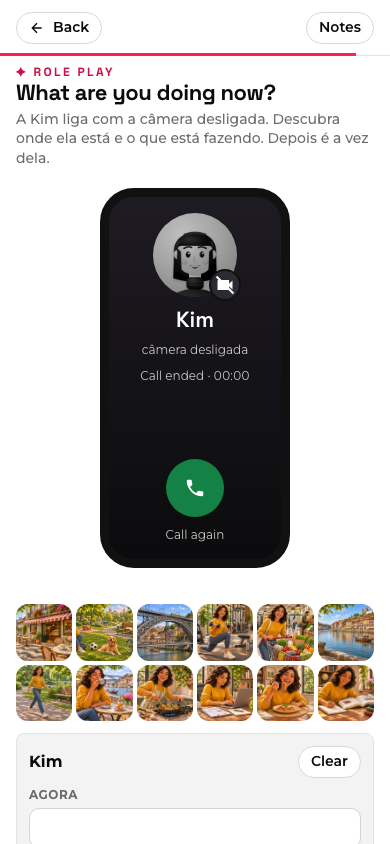 Back
Notes
ROLE PLAY
What are you doing now?
A Kim liga com a câmera desligada. Descubra
onde ela está e o que está fazendo. Depois é a vez
dela.
Kim
câmera desligada
Call ended · 00:00
Call again
Kim
Clear
AGORA